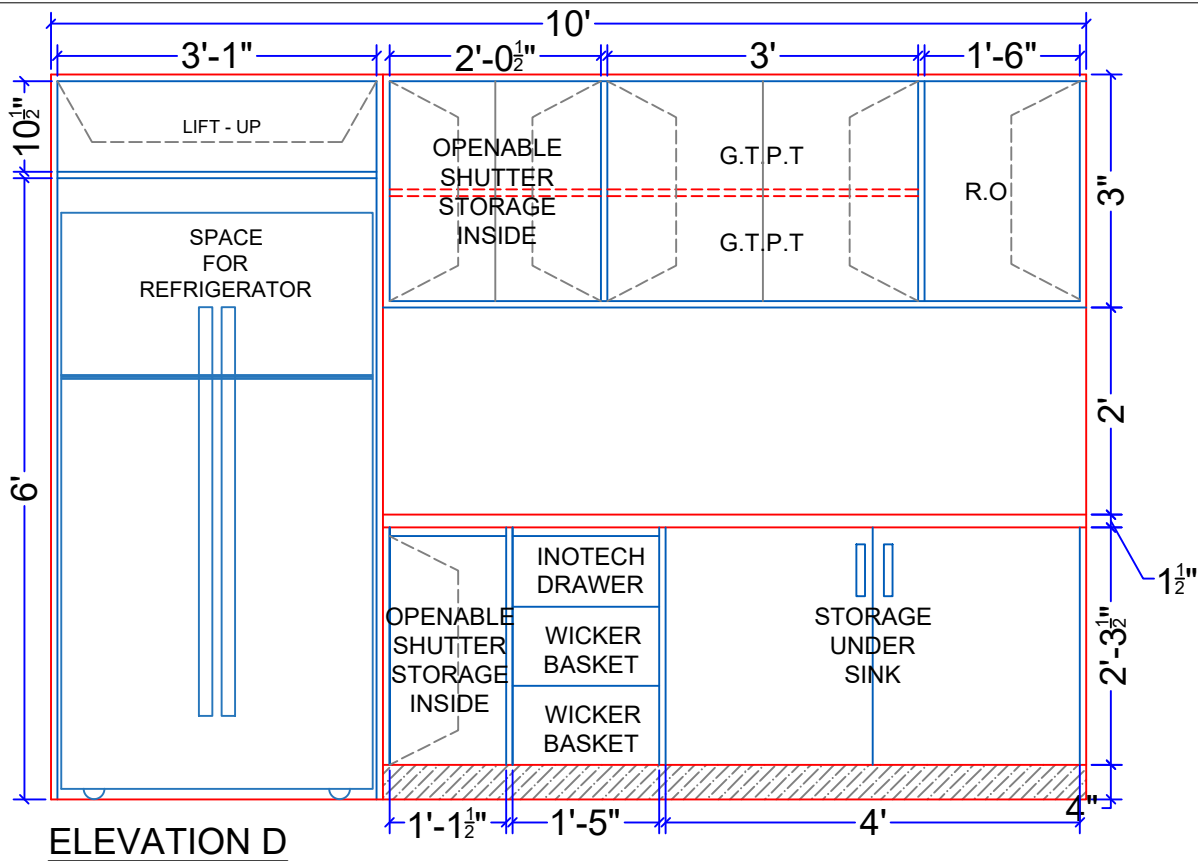 10'
3'-1"
2'-0½"
3'
1'-6"
10½"
LIFT - UP
OPENABLE
SHUTTER
STORAGE
INSIDE
G.T.P.T
G.T.P.T
R.O
3"
SPACE
FOR
REFRIGERATOR
6'
2'
1½"
INOTECH
DRAWER
WICKER
BASKET
WICKER
BASKET
OPENABLE
SHUTTER
STORAGE
INSIDE
STORAGE
UNDER
SINK
2'-3½"
4"
1'-1½"
1'-5"
4'
ELEVATION D